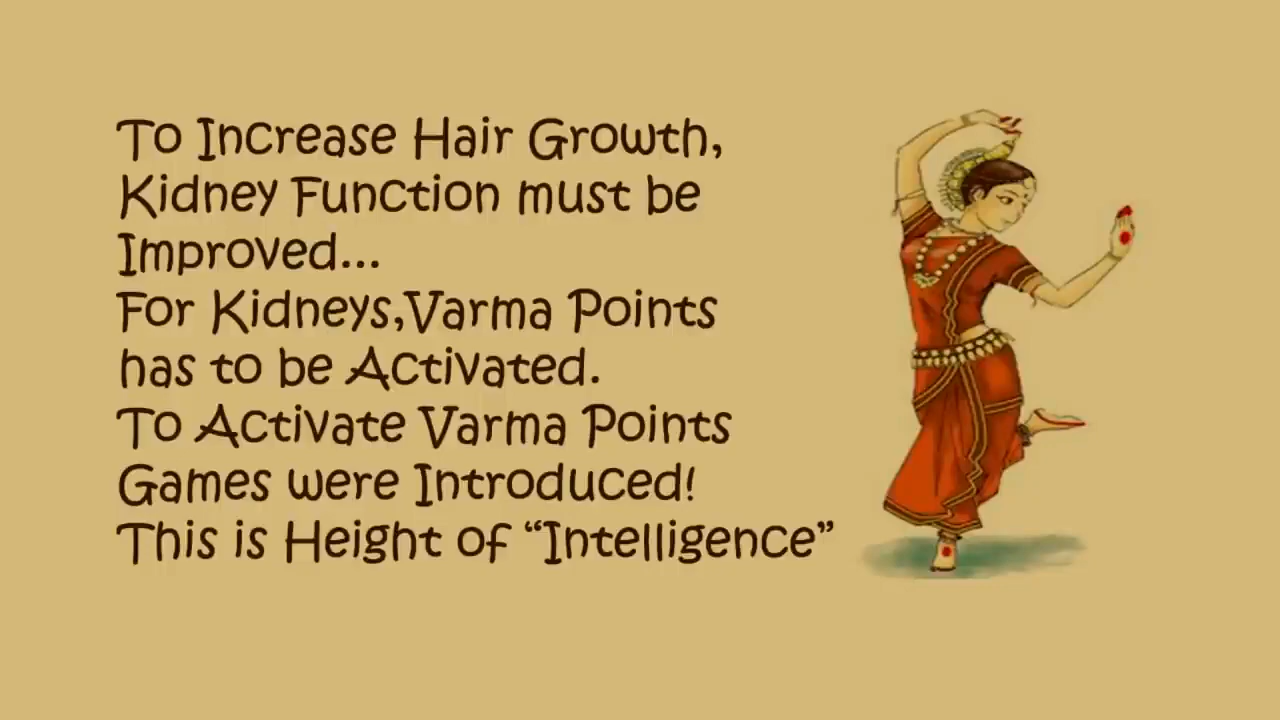 To Increase Hair Growth,
Kidney Function must be
Improved...
For Kidneys,Varma Points
has to be Activated.
To Activate Varma Points
Games were Introduced!
This is Height of “Intelligence”